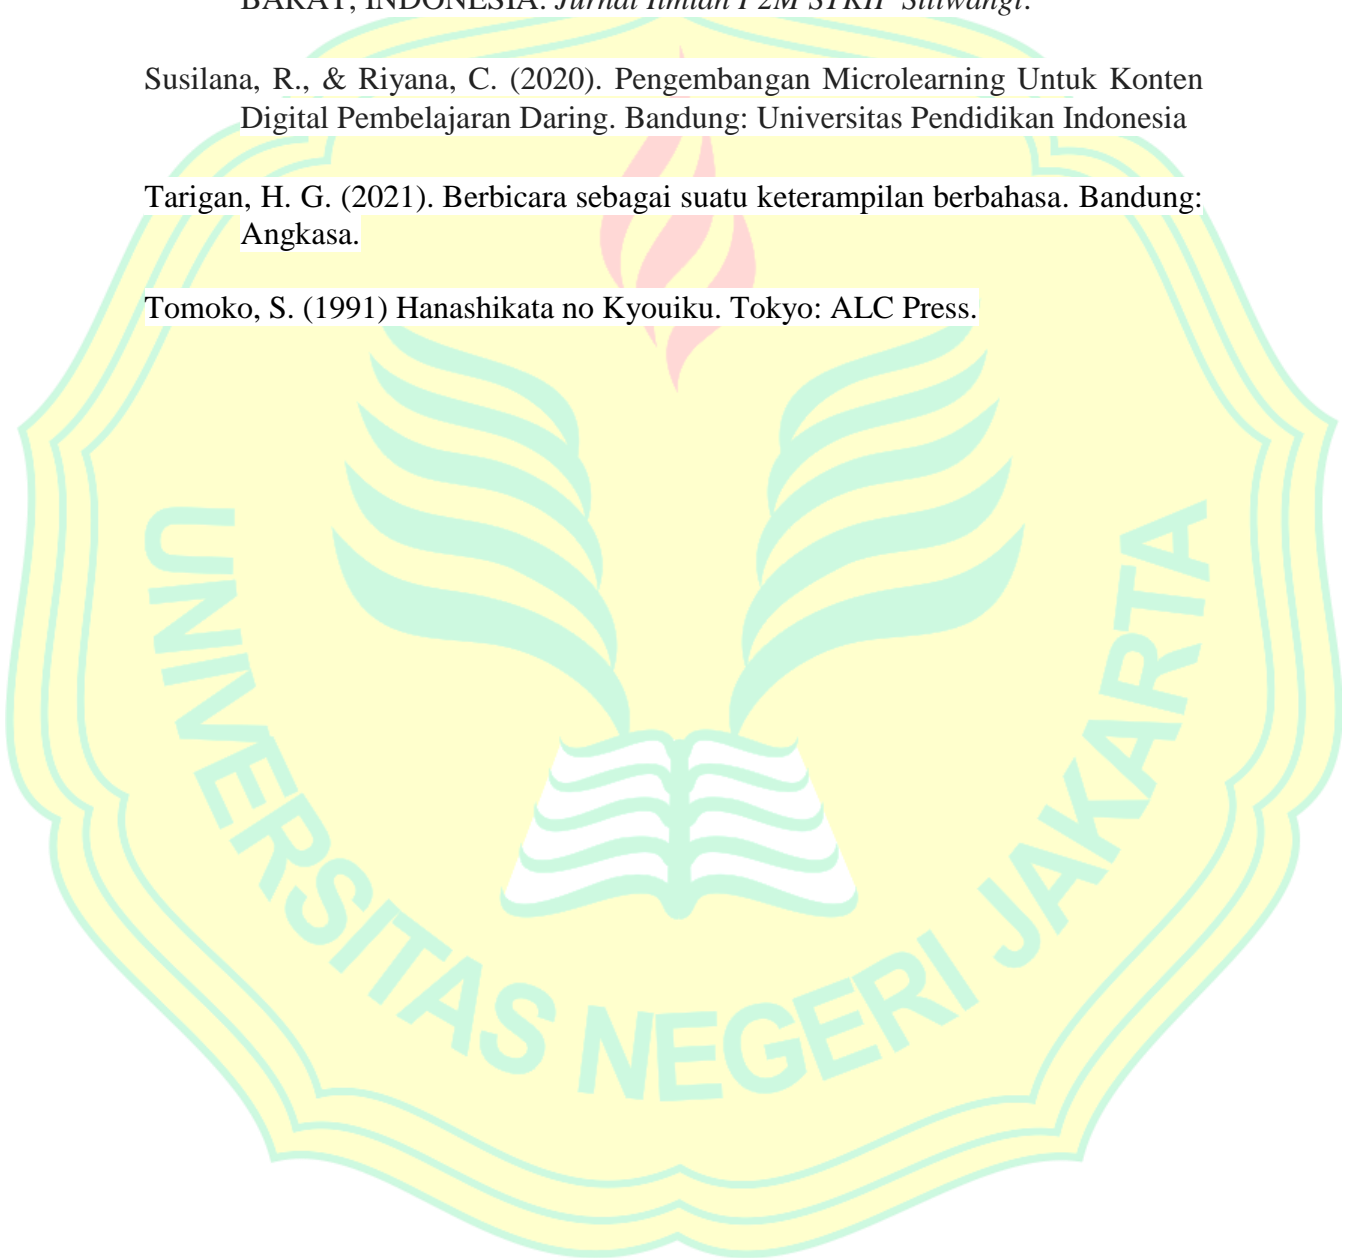 BARAT, INDONESIA. Jurnal Ilmiah P2M STKIP Siliwangi.
Susilana, R., & Riyana, C. (2020). Pengembangan Microlearning Untuk Konten
Digital Pembelajaran Daring. Bandung: Universitas Pendidikan Indonesia
Tarigan, H. G. (2021). Berbicara sebagai suatu keterampilan berbahasa. Bandung:
Angkasa.
Tomoko, S. (1991) Hanashikata no Kyouiku. Tokyo: ALC Press.
UNIVERSITAS NEGERI JAKARTA